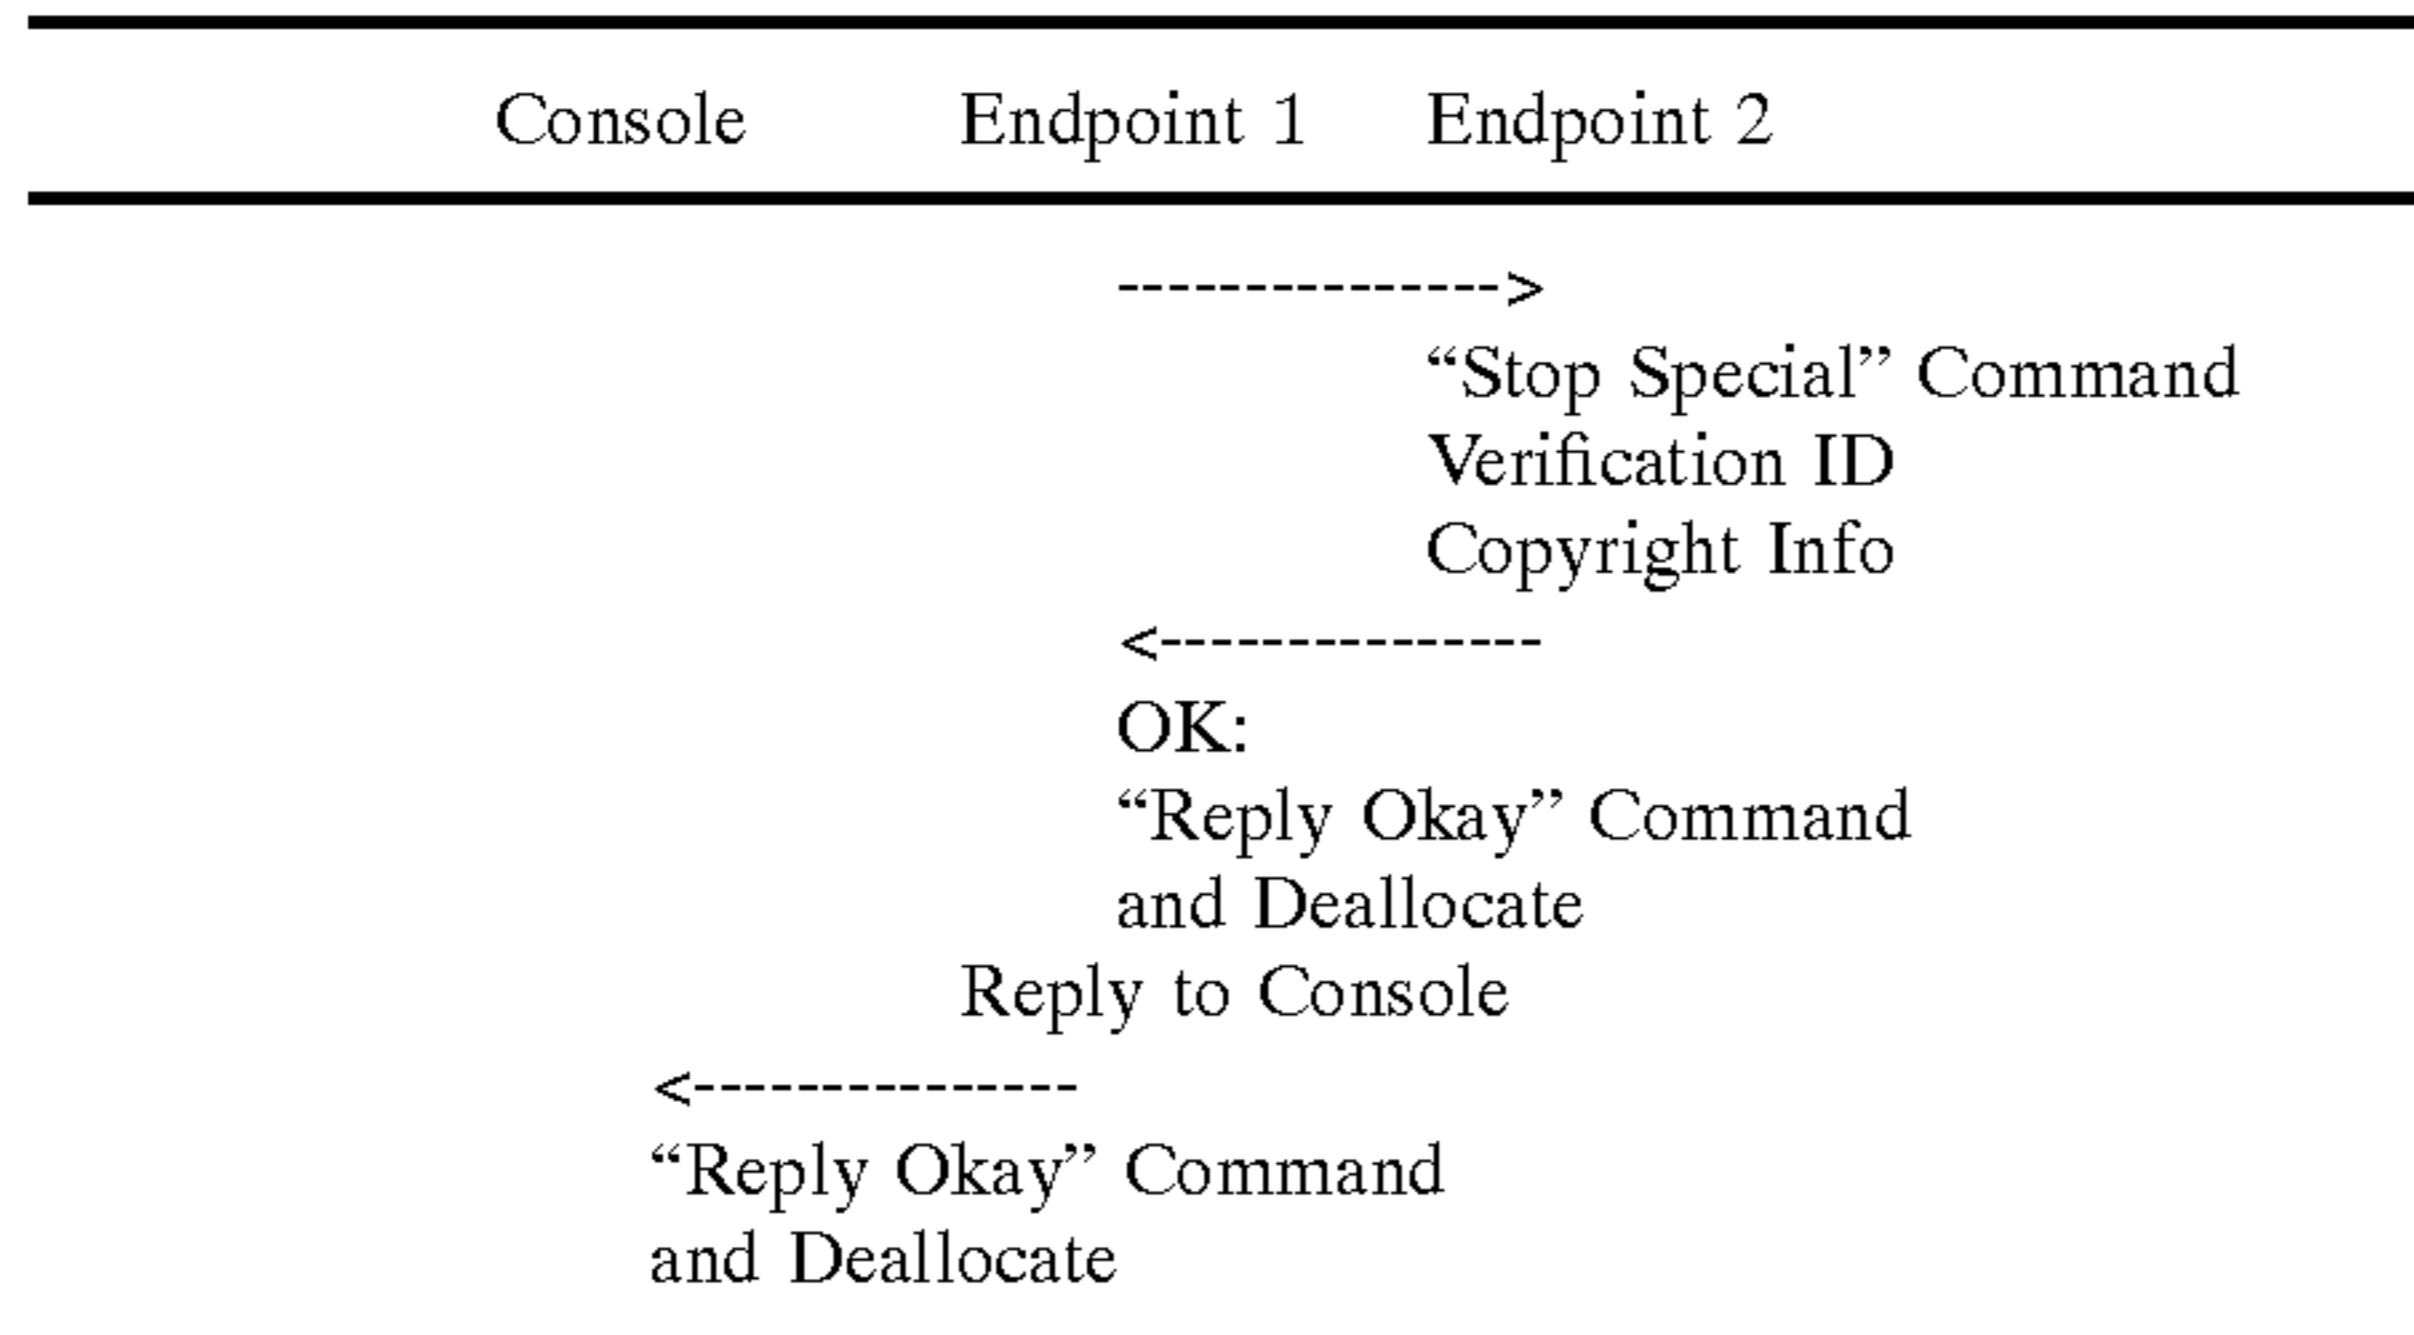 Console Endpoint 1 Endpoint 2
--------------->
“Stop Special” Command
Verification ID
Copyright Info
<---------------
OK:
“Reply Okay” Command
and Deallocate
Reply to Console
<---------------
“Reply Okay” Command
and Deallocate